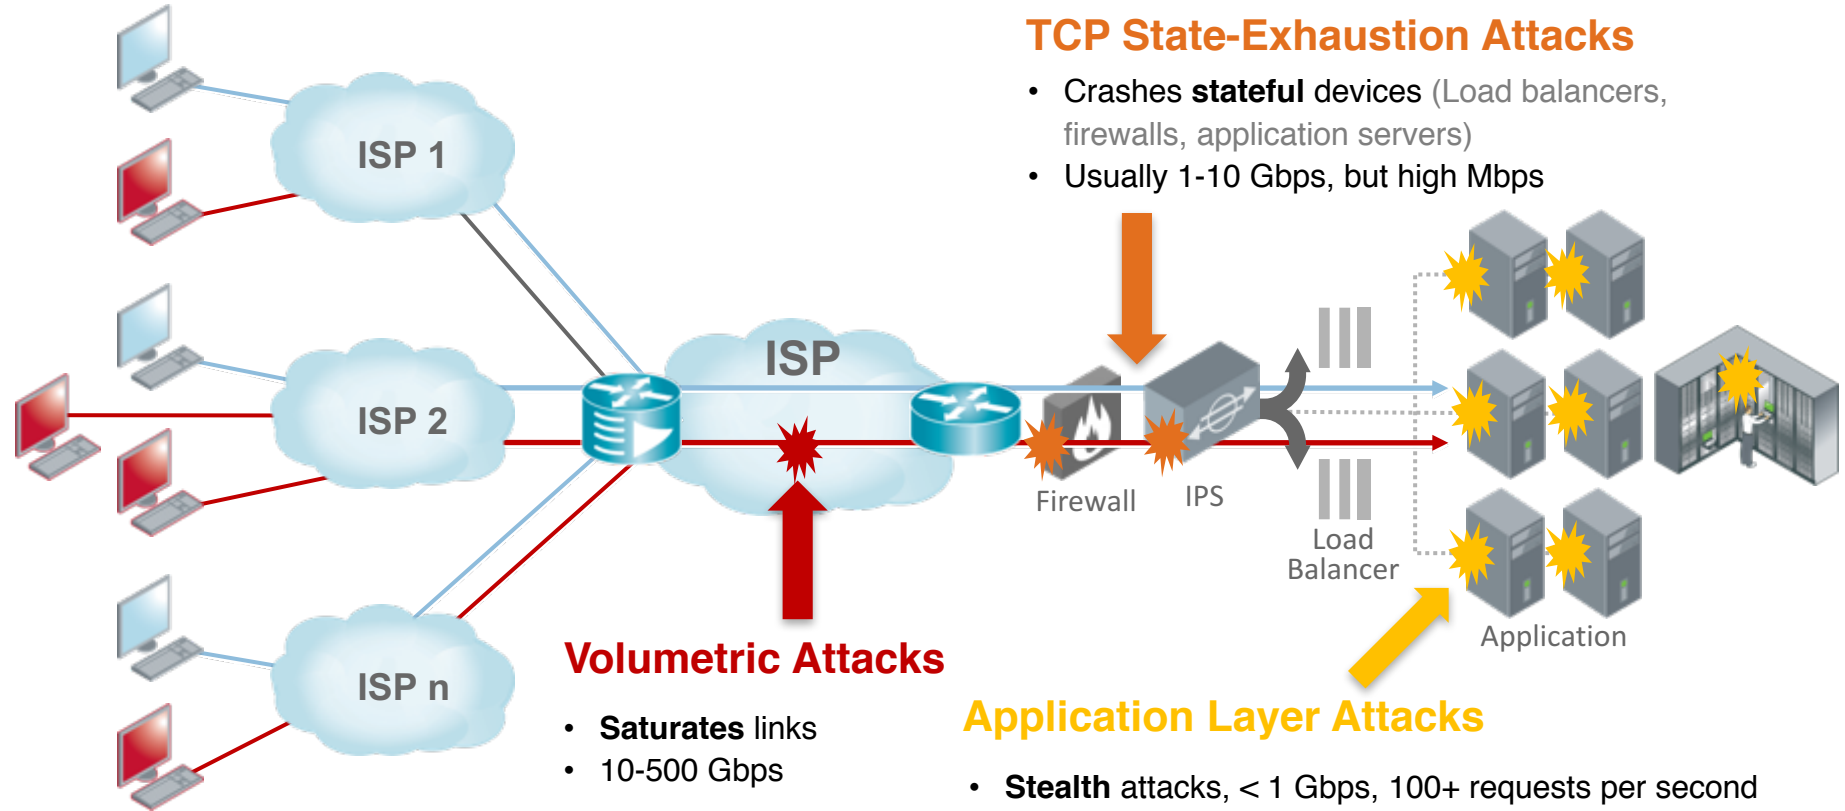 TCP State-Exhaustion Attacks
• Crashes stateful devices (Load balancers,
firewalls, application servers)
• Usually 1-10 Gbps, but high Mbps
ISP 1
ISP
ISP 2
Firewall
IPS
Load
Balancer
Application
ISP n
Volumetric Attacks
• Saturates links
• 10-500 Gbps
Application Layer Attacks
• Stealth attacks, < 1 Gbps, 100+ requests per second